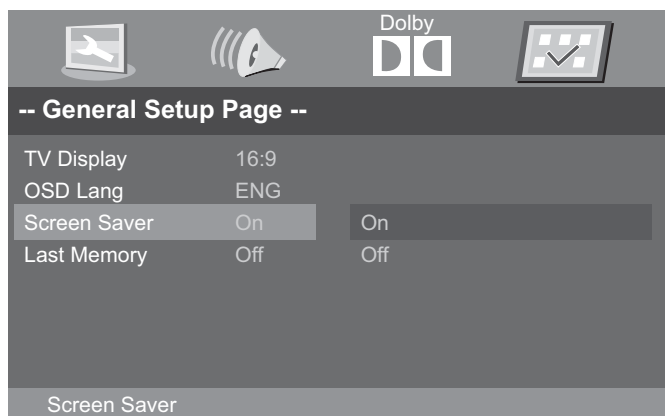 Dolby
-- General Setup Page --
TV Display 16:9
OSD Lang ENG
Screen Saver On On
Last Memory Off Off
Screen Saver